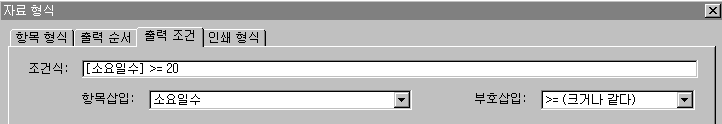 자료 형식
항목 형식 출력 순서 출력 조건 인쇄 형식
조건식: [소요일수] >= 20
항목삽입: 소요일수 부호삽입: >= (크거나 같다)